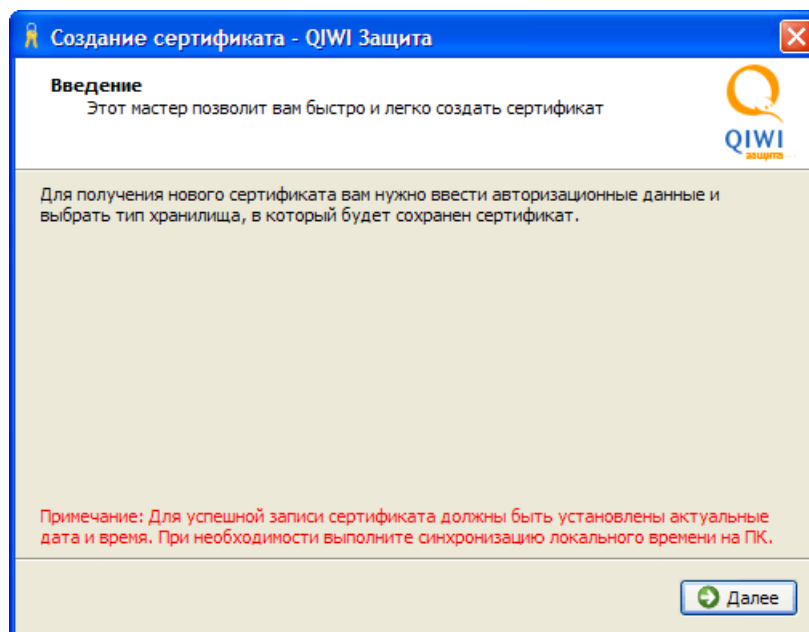 Создание сертификата - QIWI Защита
Введение
Этот мастер позволит вам быстро и легко создать сертификат
QIWI
защита
Для получения нового сертификата вам нужно ввести авторизационные данные и
выбрать тип хранилища, в который будет сохранен сертификат.
Примечание: Для успешной записи сертификата должны быть установлены актуальные
дата и время. При необходимости выполните синхронизацию локального времени на ПК.
Далее